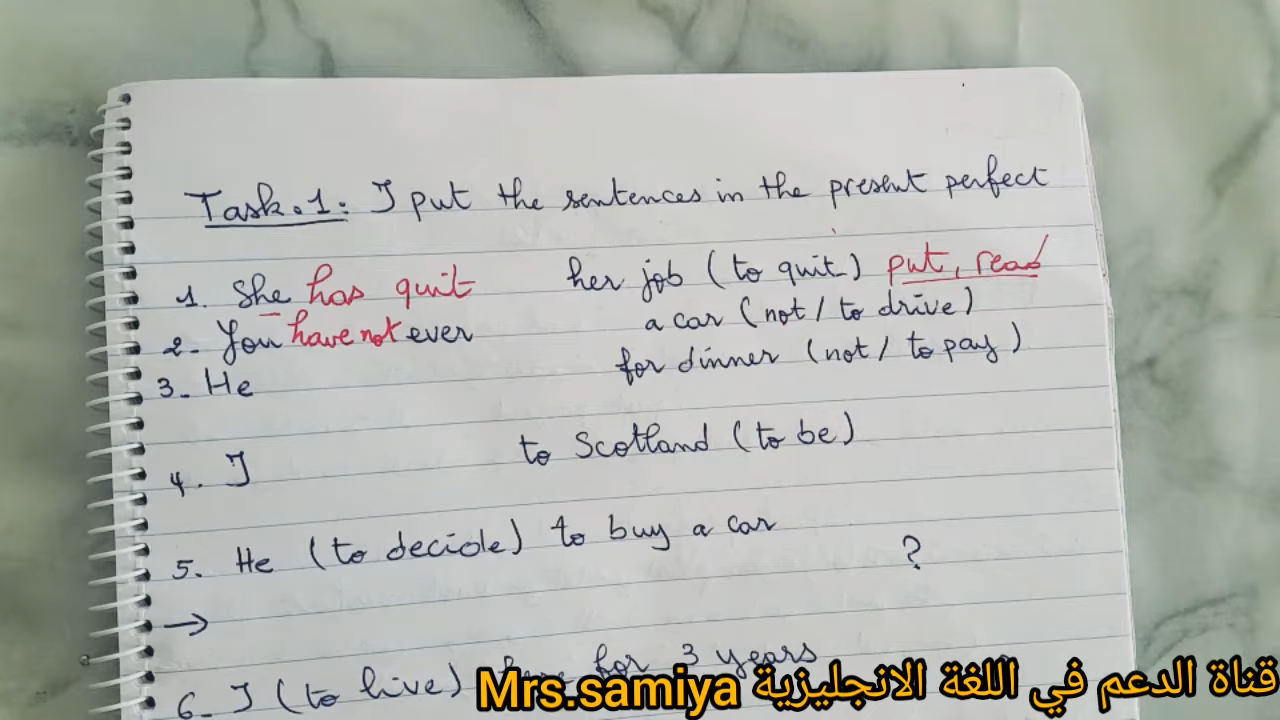 Task.1: I put the sentences in the present perfect
1. She has quit her job (to quit) put, read
2- You have not ever a car (not / to drive)
3- He for dinner (not / to pay)
4. I to Scotland (to be)
5. He (to decide) to buy a car
→ ?
6- I (to live) for 3 years
Mrs.samiya قناة الدعم في اللغة الانجليزية